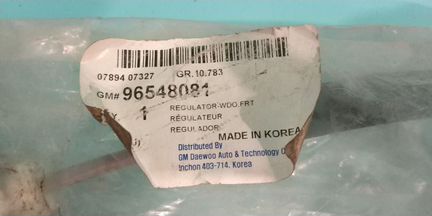 07894 07327 GR.10.783
GM# 96548081
1 REGULATOR-WDO.FRT
RÉGULATEUR
REGULADOR
MADE IN KOREA
Distributed By
GM Daewoo Auto & Technology
Inchon 403-714, Korea